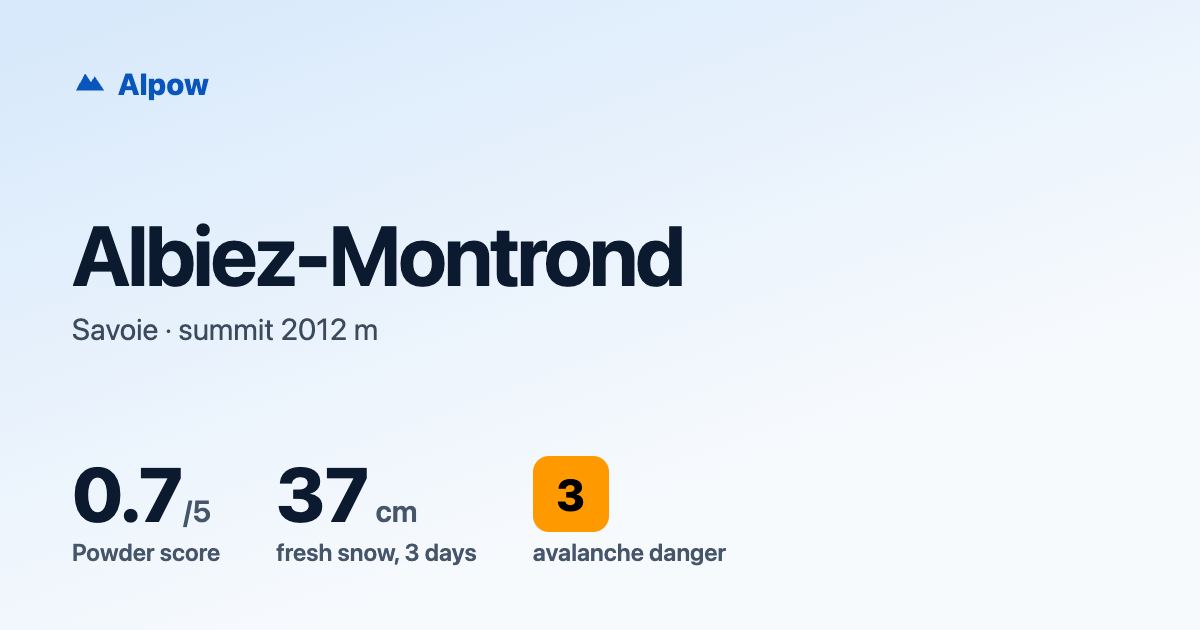 Alpow
Albiez-Montrond
Savoie · summit 2012 m
0.7/5 37 cm 3
Powder score fresh snow, 3 days avalanche danger